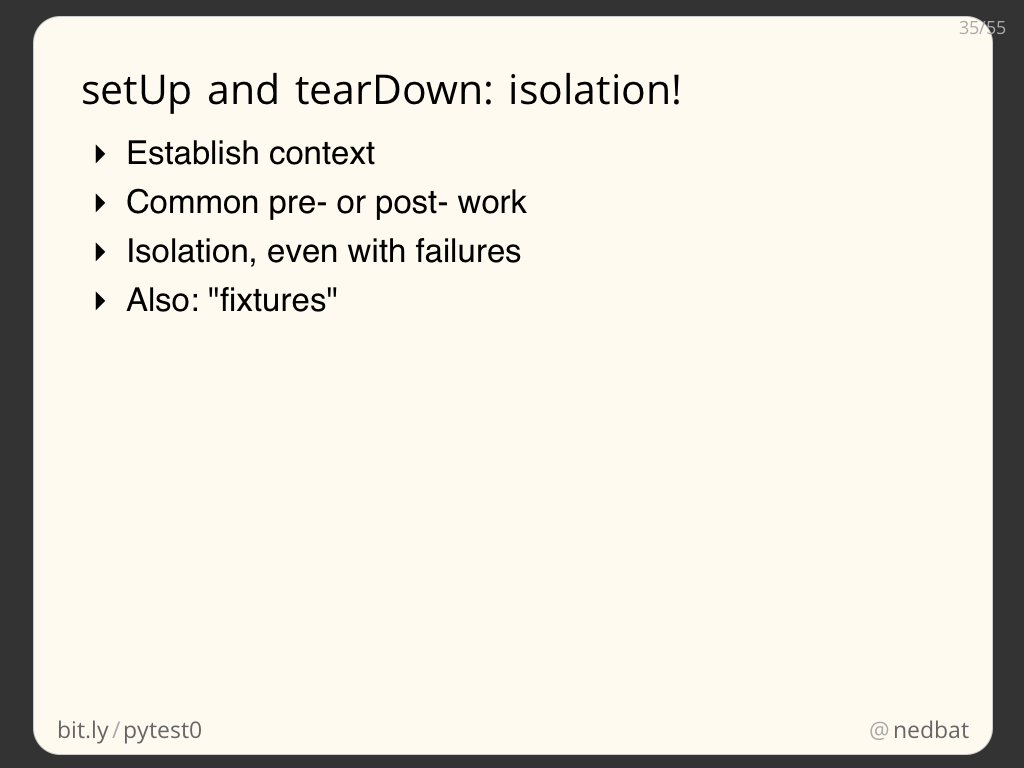 35/55
setUp and tearDown: isolation!
Establish context
Common pre- or post- work
Isolation, even with failures
Also: "fixtures"
bit.ly/pytest0
@nedbat